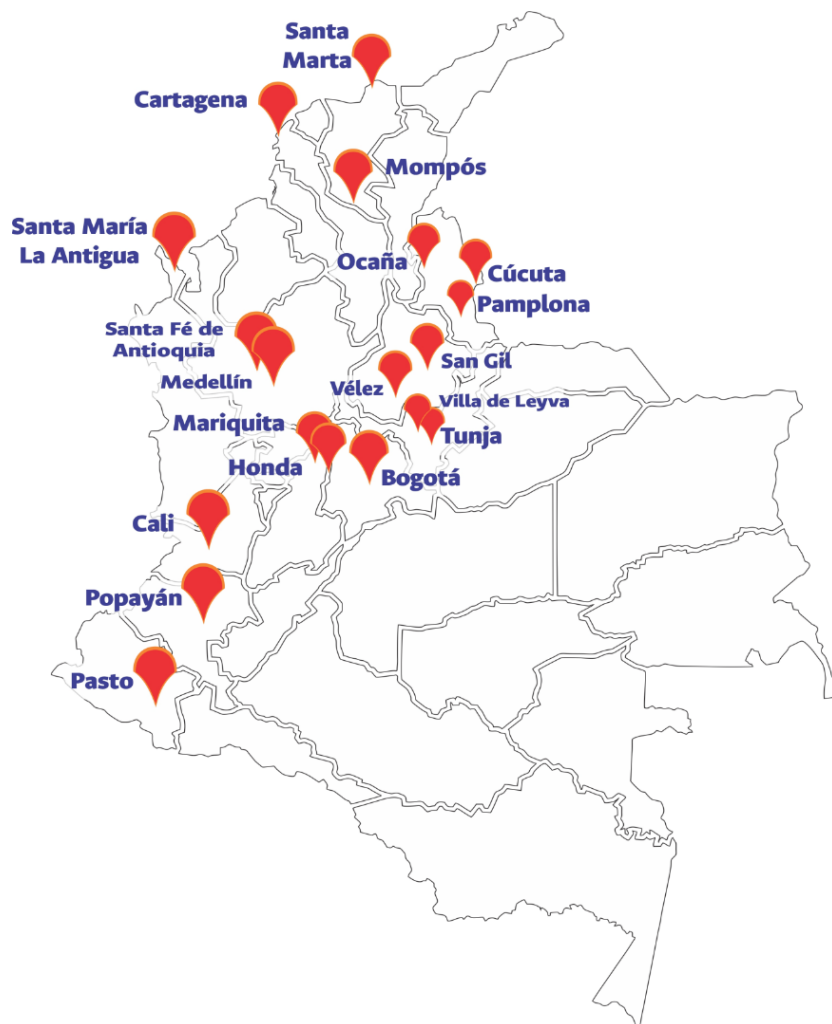 Santa
Marta
Cartagena
Mompós
Santa María
La Antigua
Ocaña
Cúcuta
Pamplona
Santa Fé de
Antioquia
Medellín
San Gil
Vélez
Villa de Leyva
Mariquita
Tunja
Honda
Bogotá
Cali
Popayán
Pasto